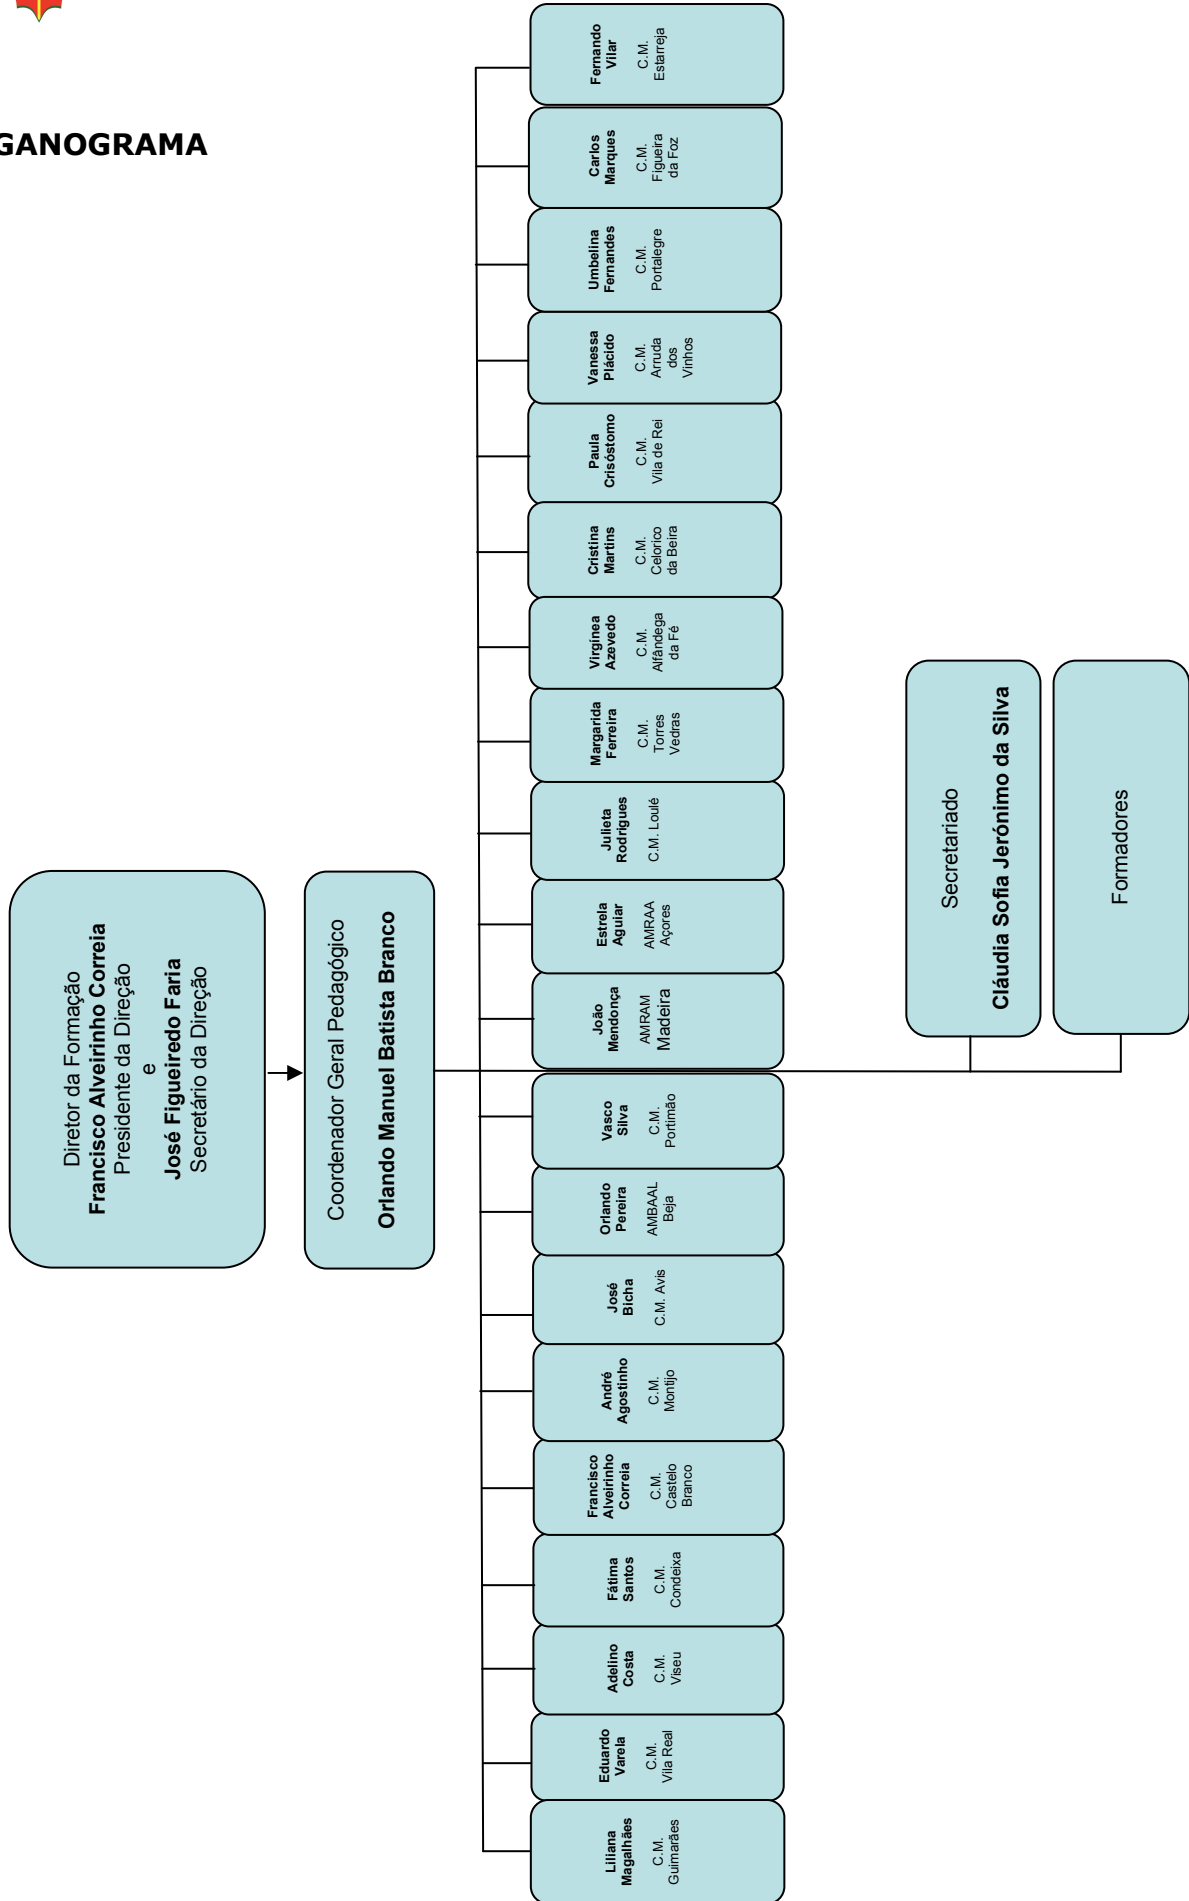 GANOGRAMA
Diretor da Formação
Francisco Alveirinho Correia
Presidente da Direção
e
José Figueiredo Faria
Secretário da Direção
Coordenador Geral Pedagógico
Orlando Manuel Batista Branco
Liliana
Magalhães
C.M.
Guimarães
Eduardo
Varela
C.M.
Vila Real
Adelino
Costa
C.M.
Viseu
Fátima
Santos
C.M.
Condeixa
Francisco
Alveirinho
Correia
C.M.
Castelo
Branco
André
Agostinho
C.M.
Montijo
José
Bicha
C.M. Avis
Orlando
Pereira
AMBAAL
Beja
Vasco
Silva
C.M.
Portimão
João
Mendonça
AMRAM
Madeira
Estrela
Aguiar
AMRAA
Açores
Julieta
Rodrigues
C.M. Loulé
Margarida
Ferreira
C.M.
Torres
Vedras
Virgínea
Azevedo
C.M.
Alfândega
da Fé
Cristina
Martins
C.M.
Celorico
da Beira
Paula
Crisóstomo
C.M.
Vila de Rei
Vanessa
Plácido
C.M.
Arruda
dos
Vinhos
Umbelina
Fernandes
C.M.
Portalegre
Carlos
Marques
C.M.
Figueira
da Foz
Fernando
Vilar
C.M.
Estarreja
Secretariado
Cláudia Sofia Jerónimo da Silva
Formadores